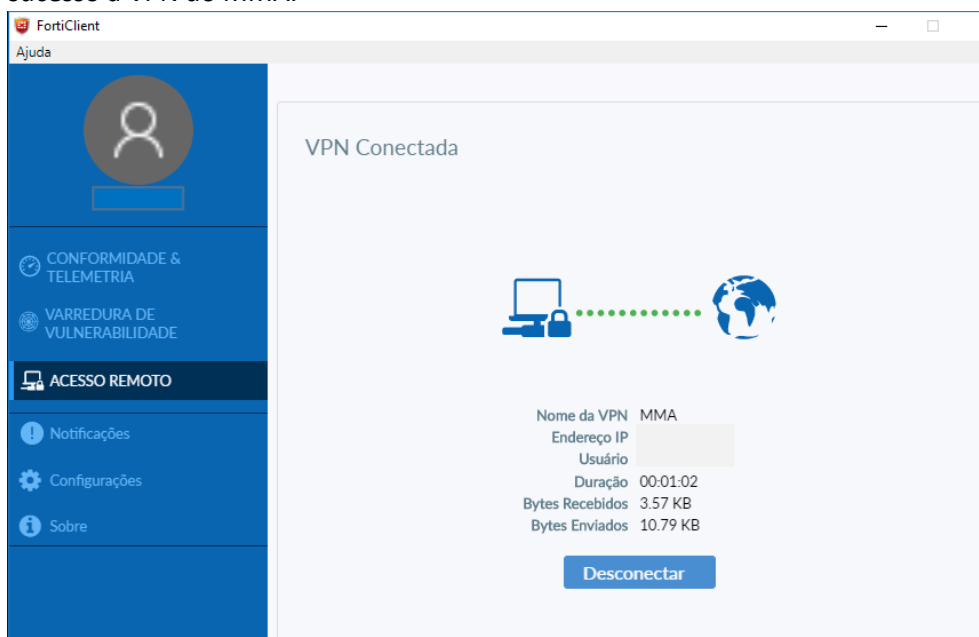 FortiClient
Ajuda
VPN Conectada
CONFORMIDADE &
TELEMETRIA
VARREDURA DE
VULNERABILIDADE
ACESSO REMOTO
Notificações
Configurações
Sobre
Nome da VPN MMA
Endereço IP
Usuário
Duração 00:01:02
Bytes Recebidos 3.57 KB
Bytes Enviados 10.79 KB
Desconectar